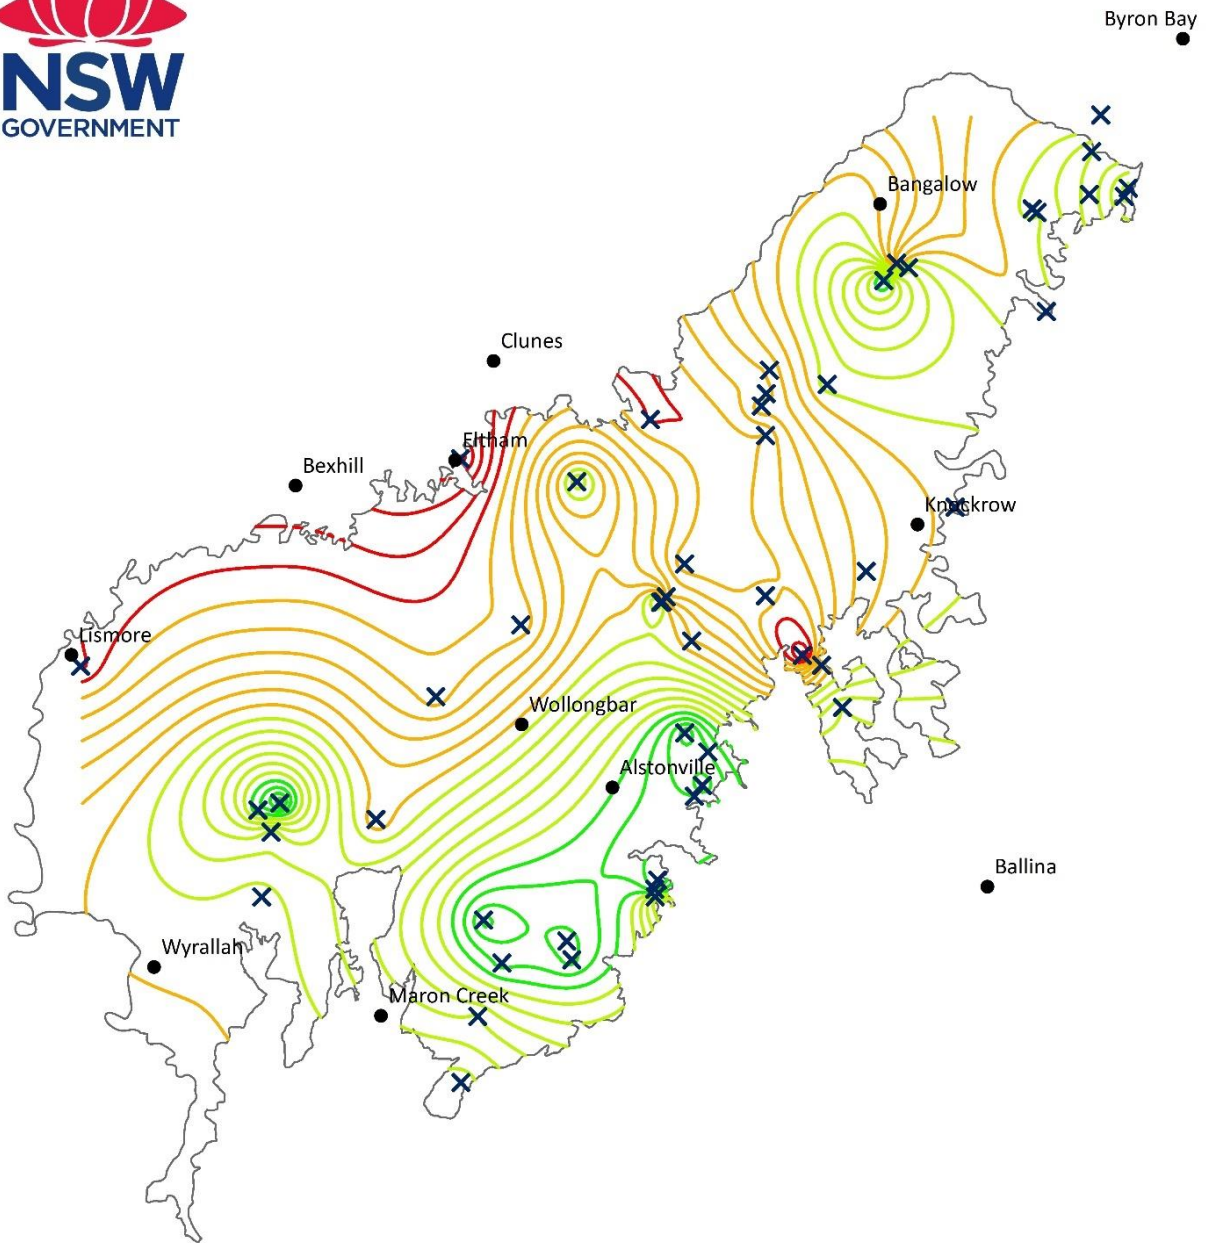 Byron Bay
NSW
GOVERNMENT
Bangalow
Clunes
Eltham
Bexhill
Knockrow
Lismore
Wollongbar
Alstonville
Ballina
Wyrallah
Maron Creek